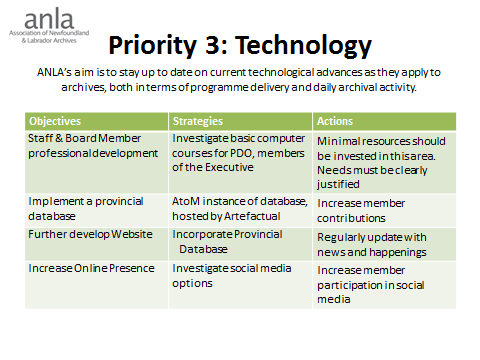 anla
Association of Newfoundland
& Labrador Archives
Priority 3: Technology
ANLA's aim is to stay up to date on current technological advances as they apply to
archives, both in terms of programme delivery and daily archival activity.
Objectives
Strategies
Actions
Staff & Board Member
professional development
Investigate basic computer
courses for PDO, members
of the Executive
Minimal resources should
be invested in this area.
Needs must be clearly
justified
Implement a provincial
database
AtoM instance of database,
hosted by Artefactual
Increase member
contributions
Further develop Website
Incorporate Provincial
Database
Regularly update with
news and happenings
Increase Online Presence
Investigate social media
options
Increase member
participation in social
media